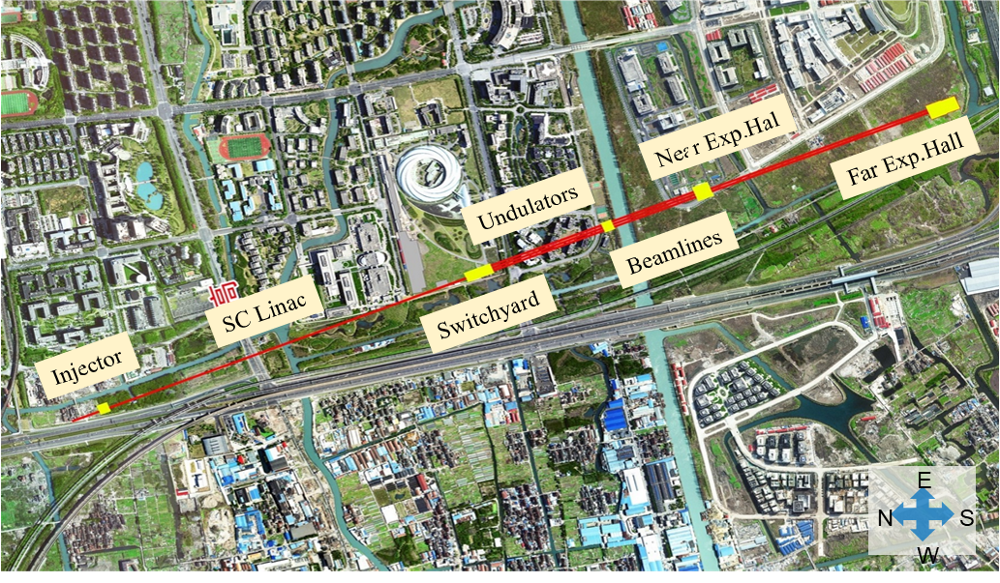 Near Exp.Hal
Far Exp.Hall
Undulators
Beamlines
Switchyard
SC Linac
Injector
E
N S
W